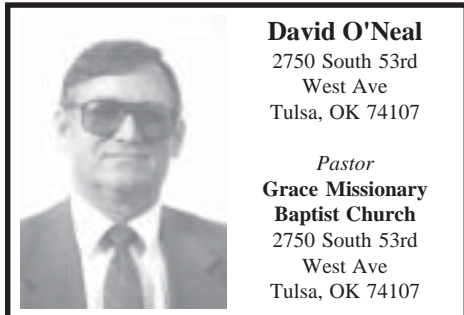 David O'Neal
2750 South 53rd
West Ave
Tulsa, OK 74107
Pastor
Grace Missionary
Baptist Church
2750 South 53rd
West Ave
Tulsa, OK 74107